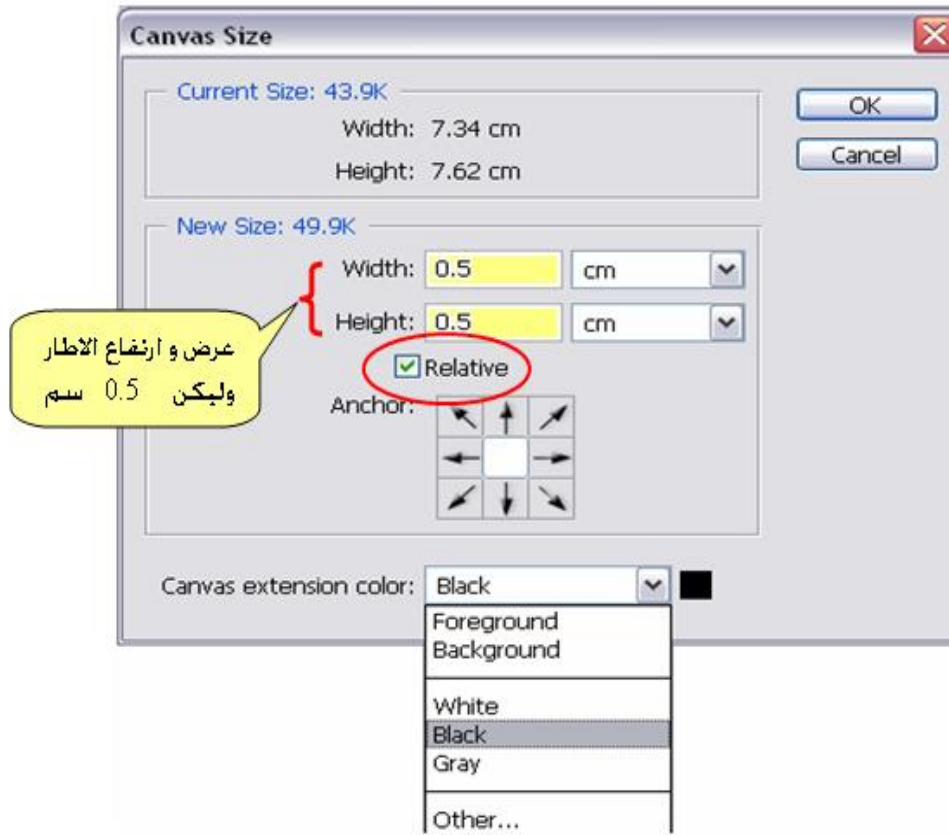 Canvas Size
Current Size: 43.9K
Width: 7.34 cm
Height: 7.62 cm
OK
Cancel
New Size: 49.9K
Width: 0.5 cm
Height: 0.5 cm
Relative
عرض و ارتفاع الاطار
وليكن 0.5 سم
Anchor:
Canvas extension color: Black
Foreground
Background
White
Black
Gray
Other...